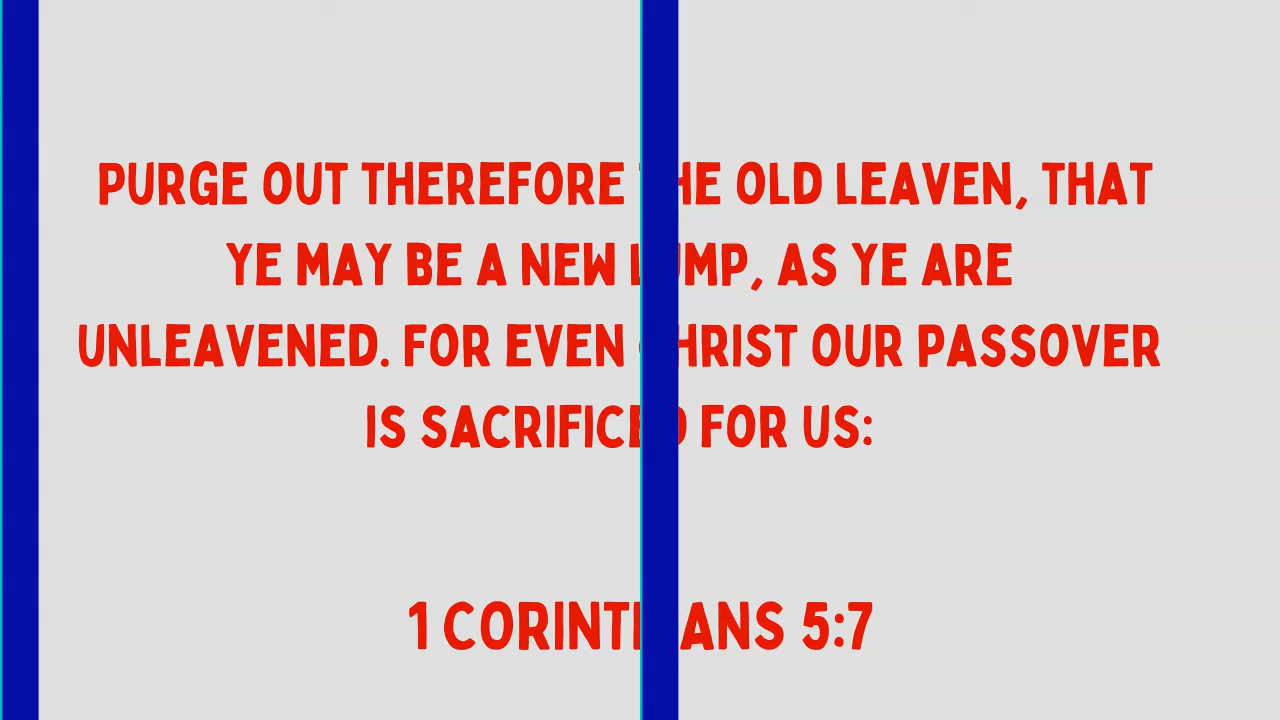 PURGE OUT THEREFORE THE OLD LEAVEN, THAT
YE MAY BE A NEW LUMP, AS YE ARE
UNLEAVENED. FOR EVEN CHRIST OUR PASSOVER
IS SACRIFICED FOR US:
1 CORINTHIANS 5:7